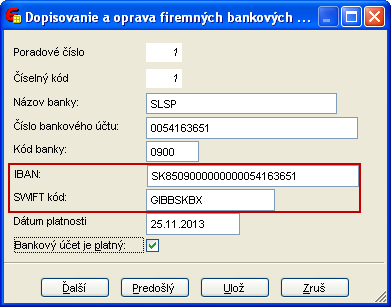 Dopisovanie a oprava firemných bankových ...
Poradové číslo 1
Číselný kód 1
Názov banky: SLSP
Číslo bankového účtu: 0054163651
Kód banky: 0900
IBAN: SK8509000000000054163651
SWIFT kód: GIBBSKBX
Dátum platnosti 25.11.2013
Bankový účet je platný:
Ďalší Predošlý Ulož Zruš